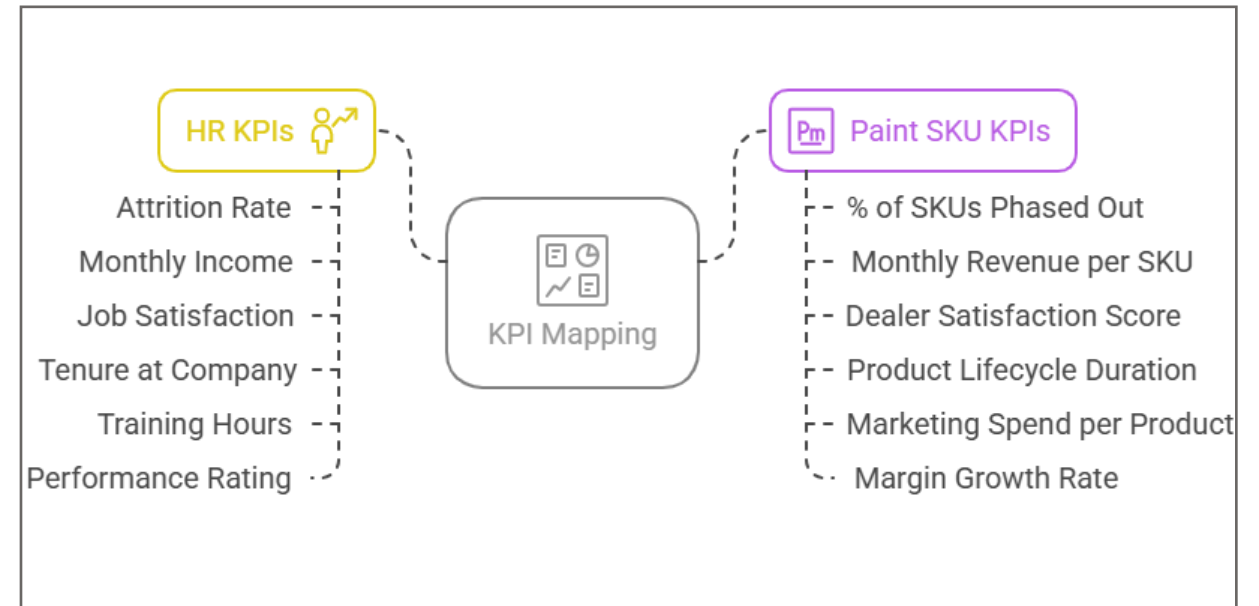 HR KPIs
Attrition Rate
Monthly Income
Job Satisfaction
Tenure at Company
Training Hours
Performance Rating
KPI Mapping
Pm
Paint SKU KPIs
% of SKUs Phased Out
Monthly Revenue per SKU
Dealer Satisfaction Score
Product Lifecycle Duration
Marketing Spend per Product
Margin Growth Rate